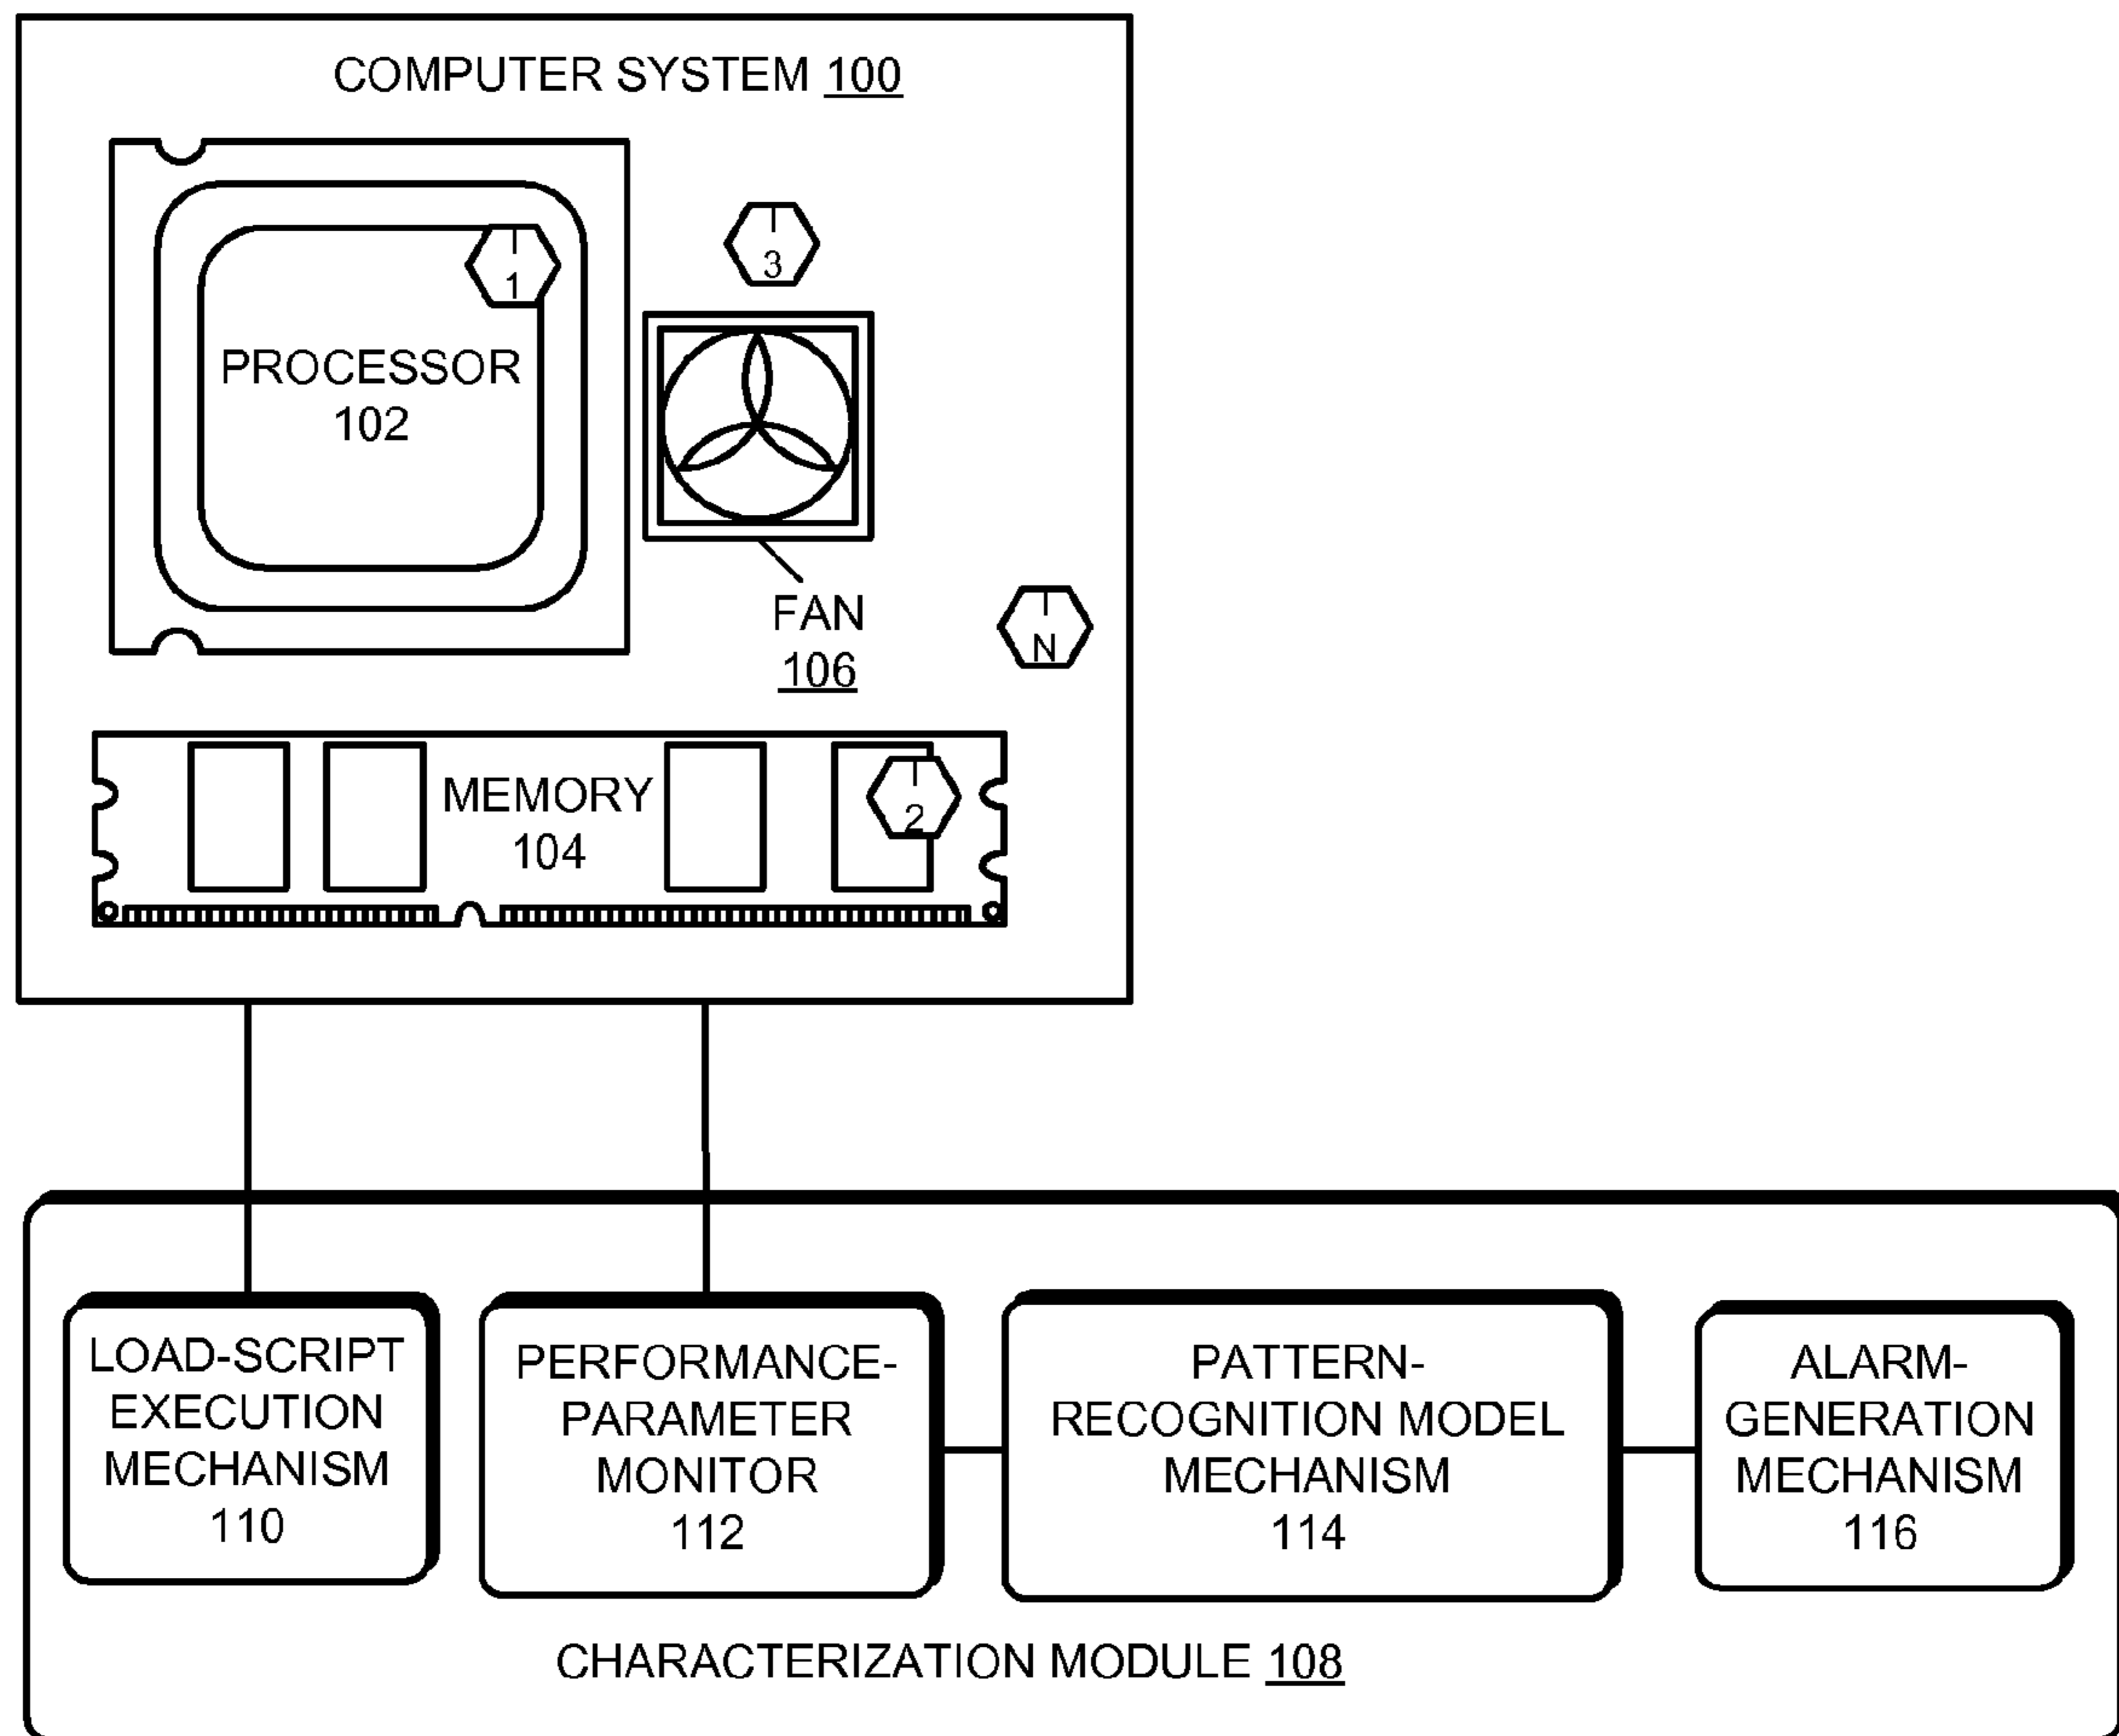 COMPUTER SYSTEM 100
T
3
T
1
PROCESSOR
102
FAN
106
T
N
MEMORY
104
T
2
LOAD-SCRIPT
EXECUTION
MECHANISM
110
PERFORMANCE-
PARAMETER
MONITOR
112
PATTERN-
RECOGNITION MODEL
MECHANISM
114
ALARM-
GENERATION
MECHANISM
116
CHARACTERIZATION MODULE 108